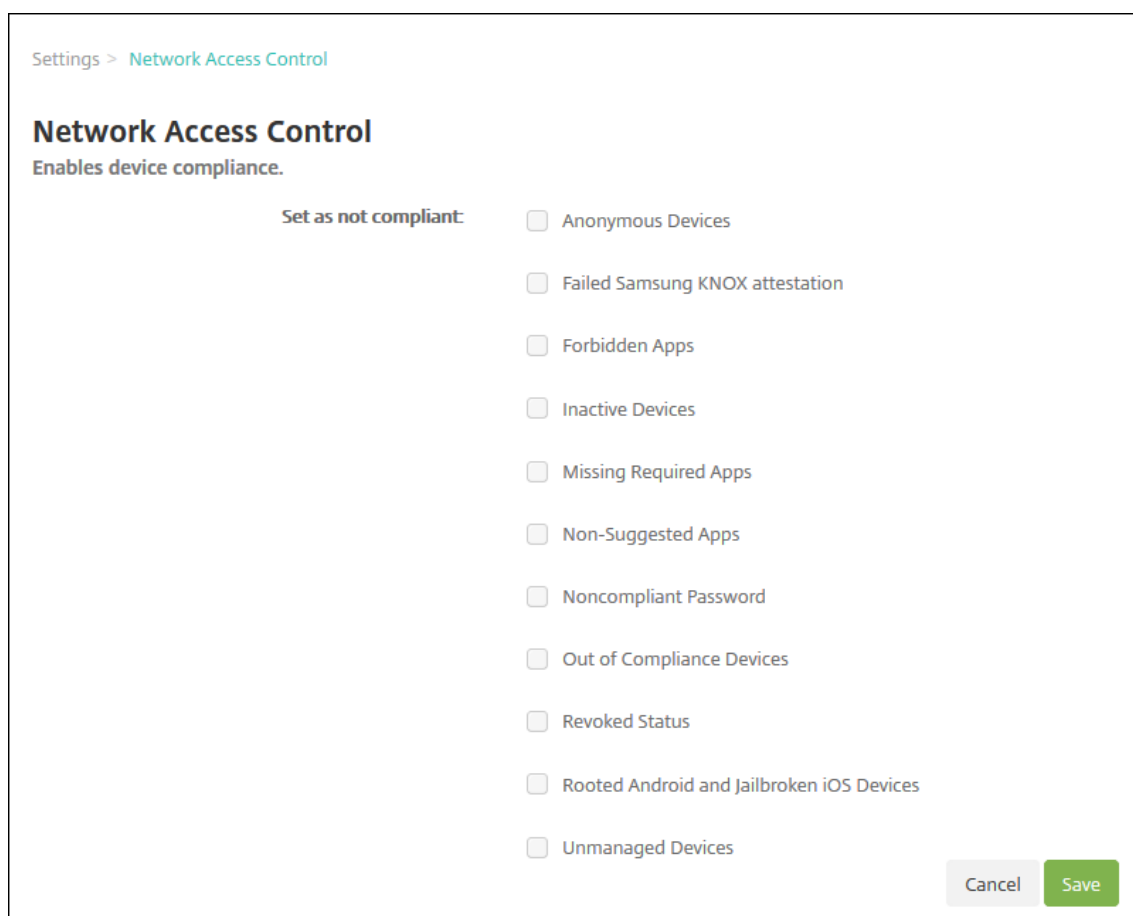 Settings > Network Access Control
Network Access Control
Enables device compliance.
Set as not compliant:
Anonymous Devices
Failed Samsung KNOX attestation
Forbidden Apps
Inactive Devices
Missing Required Apps
Non-Suggested Apps
Noncompliant Password
Out of Compliance Devices
Revoked Status
Rooted Android and Jailbroken iOS Devices
Unmanaged Devices
Cancel Save